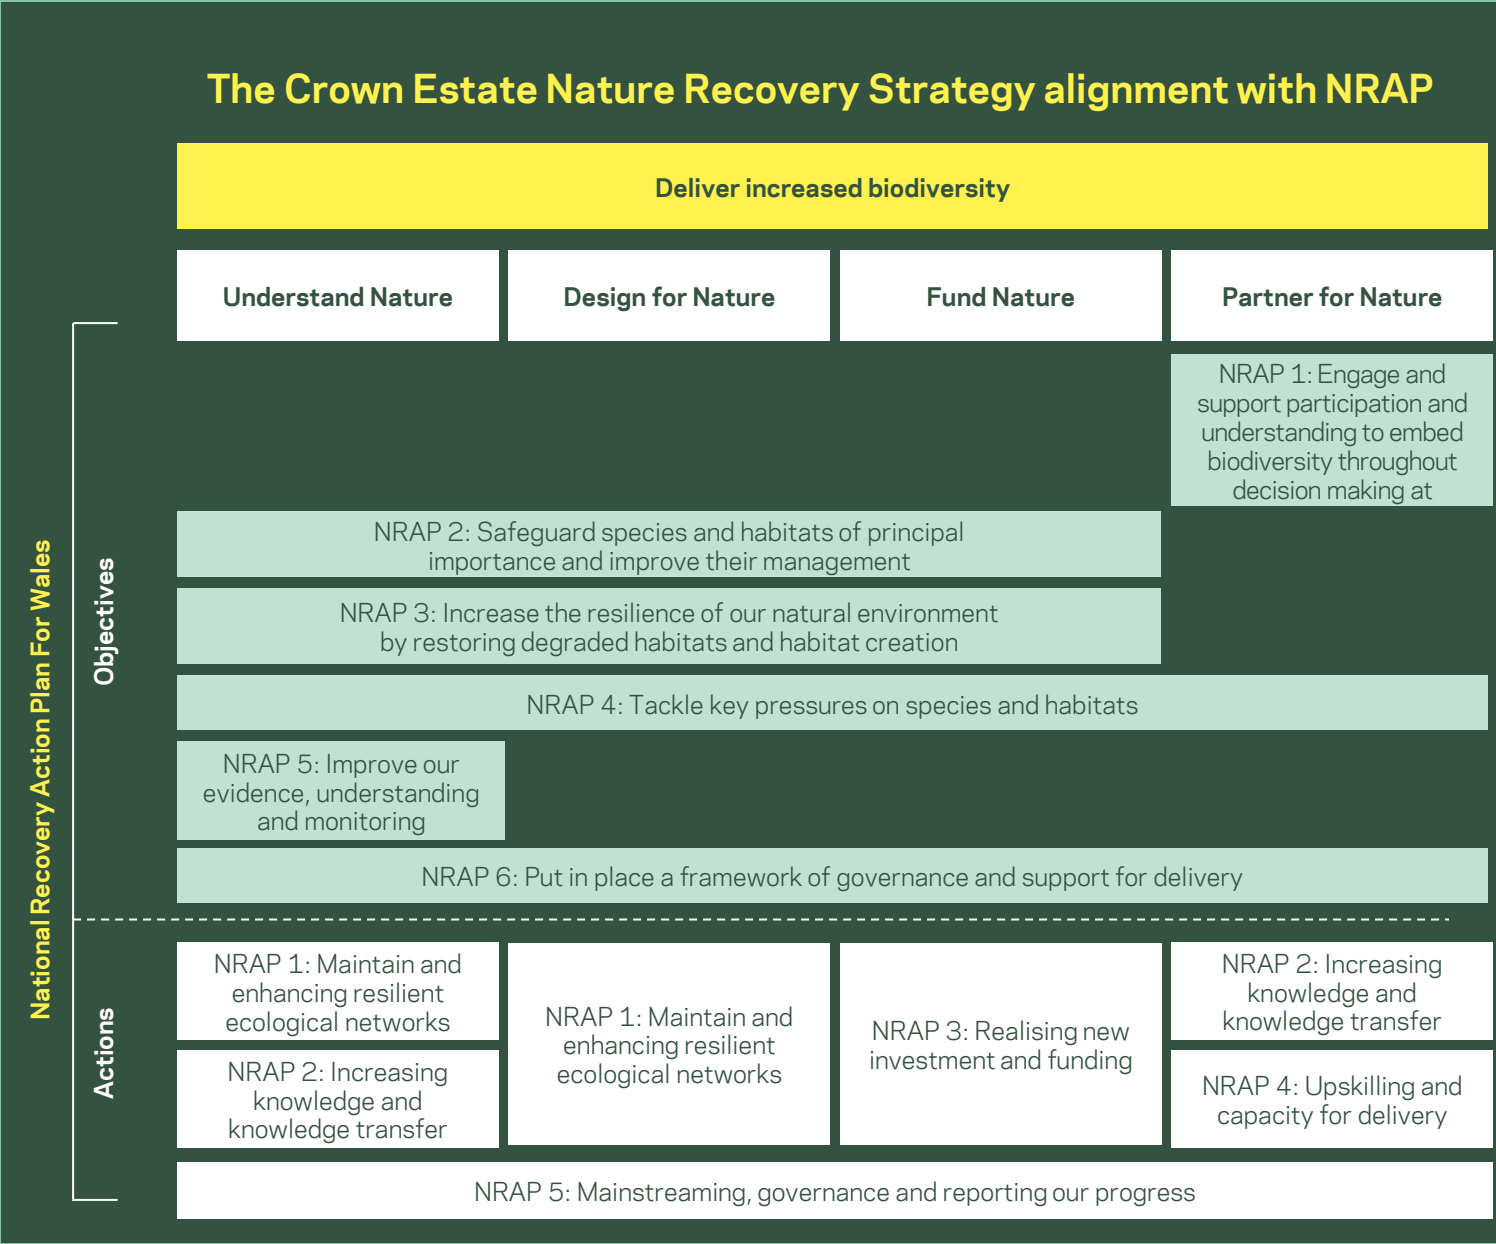 The Crown Estate Nature Recovery Strategy alignment with NRAP
Deliver increased biodiversity
Understand Nature
Design for Nature
Fund Nature
Partner for Nature
National Recovery Action Plan For Wales
Objectives
NRAP 1: Engage and
support participation and
understanding to embed
biodiversity throughout
decision making at
NRAP 2: Safeguard species and habitats of principal
importance and improve their management
NRAP 3: Increase the resilience of our natural environment
by restoring degraded habitats and habitat creation
NRAP 4: Tackle key pressures on species and habitats
NRAP 5: Improve our
evidence, understanding
and monitoring
NRAP 6: Put in place a framework of governance and support for delivery
Actions
NRAP 1: Maintain and
enhancing resilient
ecological networks
NRAP 2: Increasing
knowledge and
knowledge transfer
NRAP 1: Maintain and
enhancing resilient
ecological networks
NRAP 3: Realising new
investment and funding
NRAP 2: Increasing
knowledge and
knowledge transfer
NRAP 4: Upskilling and
capacity for delivery
NRAP 5: Mainstreaming, governance and reporting our progress